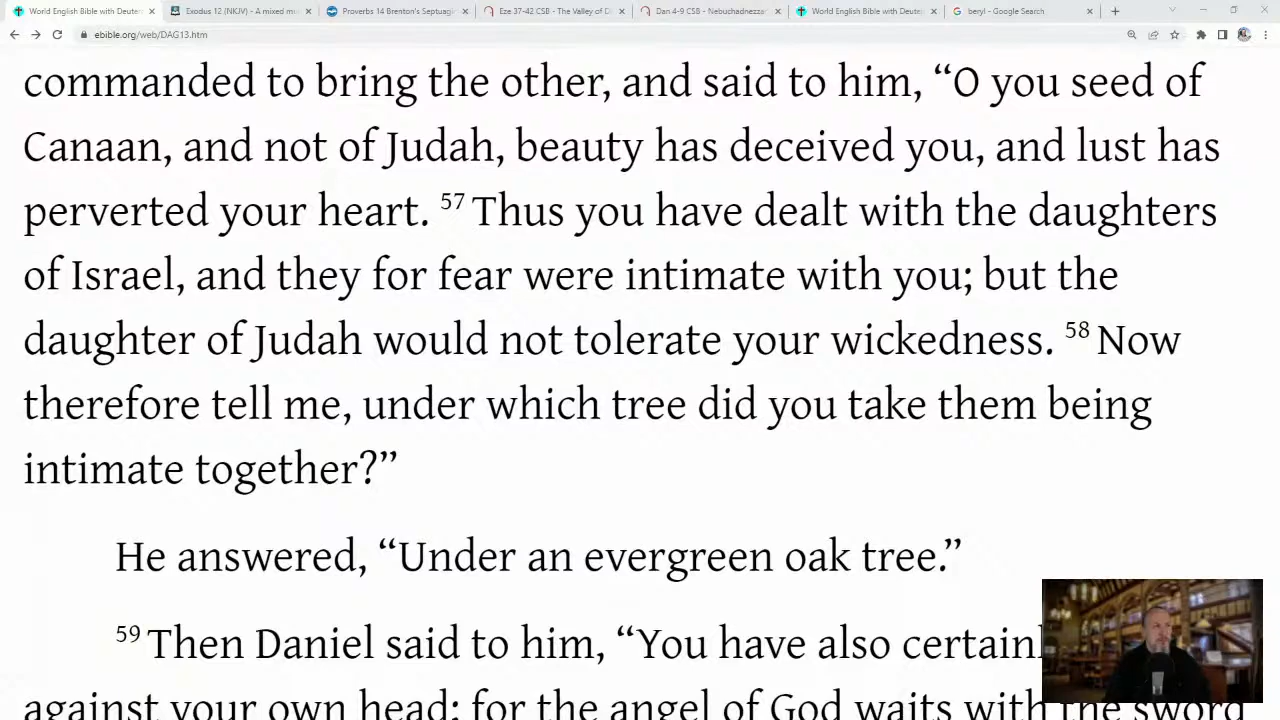 World English Bible with Deuter
Exodus 12 (NKJV) - A mixed mu
Proverbs 14 Brenton's Septuagi
Eze 37-42 CSB - The Valley of D
Dan 4-9 CSB - Nebuchadnezza
World English Bible with Deuter
beryl - Google Search
ebible.org/web/DAG13.htm
commanded to bring the other, and said to him, “O you seed of
Canaan, and not of Judah, beauty has deceived you, and lust has
perverted your heart. 57 Thus you have dealt with the daughters
of Israel, and they for fear were intimate with you; but the
daughter of Judah would not tolerate your wickedness. 58 Now
therefore tell me, under which tree did you take them being
intimate together?”
He answered, “Under an evergreen oak tree.”
59 Then Daniel said to him, “You have also certainl
against your own head; for the angel of God waits with the sword